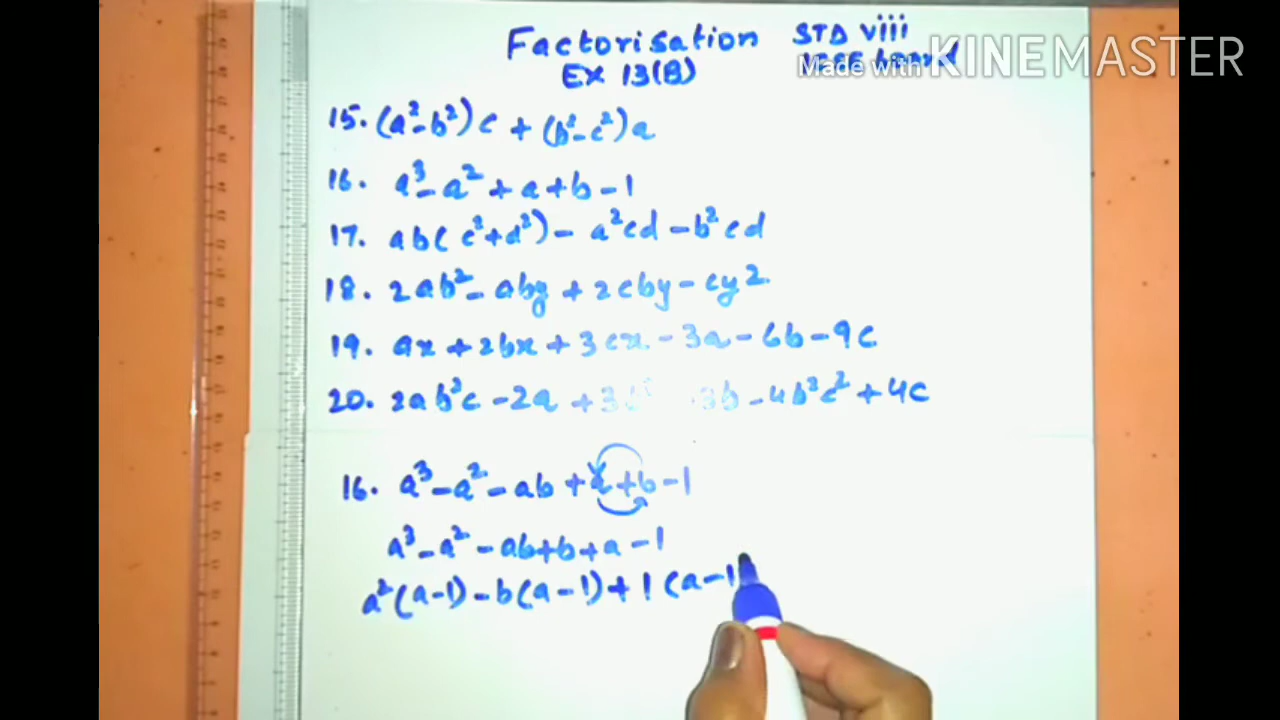 Factorisation STD viii
Made with KINEMASTER
EX 13(B)
15. (a²-b²)c + (b²-c²)a
16. a³-a² + a+b-1
17. ab( c²+d²) - a²cd - b²cd
18. 2ab² - aby + 2cby - cy2
19. ax + 2bx + 3cx - 3a - 6b - 9c
20. 2ab³c - 2a + 3b - 4b³c² + 4c
16. a³-a²-ab + a + b - 1
a³-a²-ab+b+a-1
a²(a-1)-b(a-1)+1(a-1